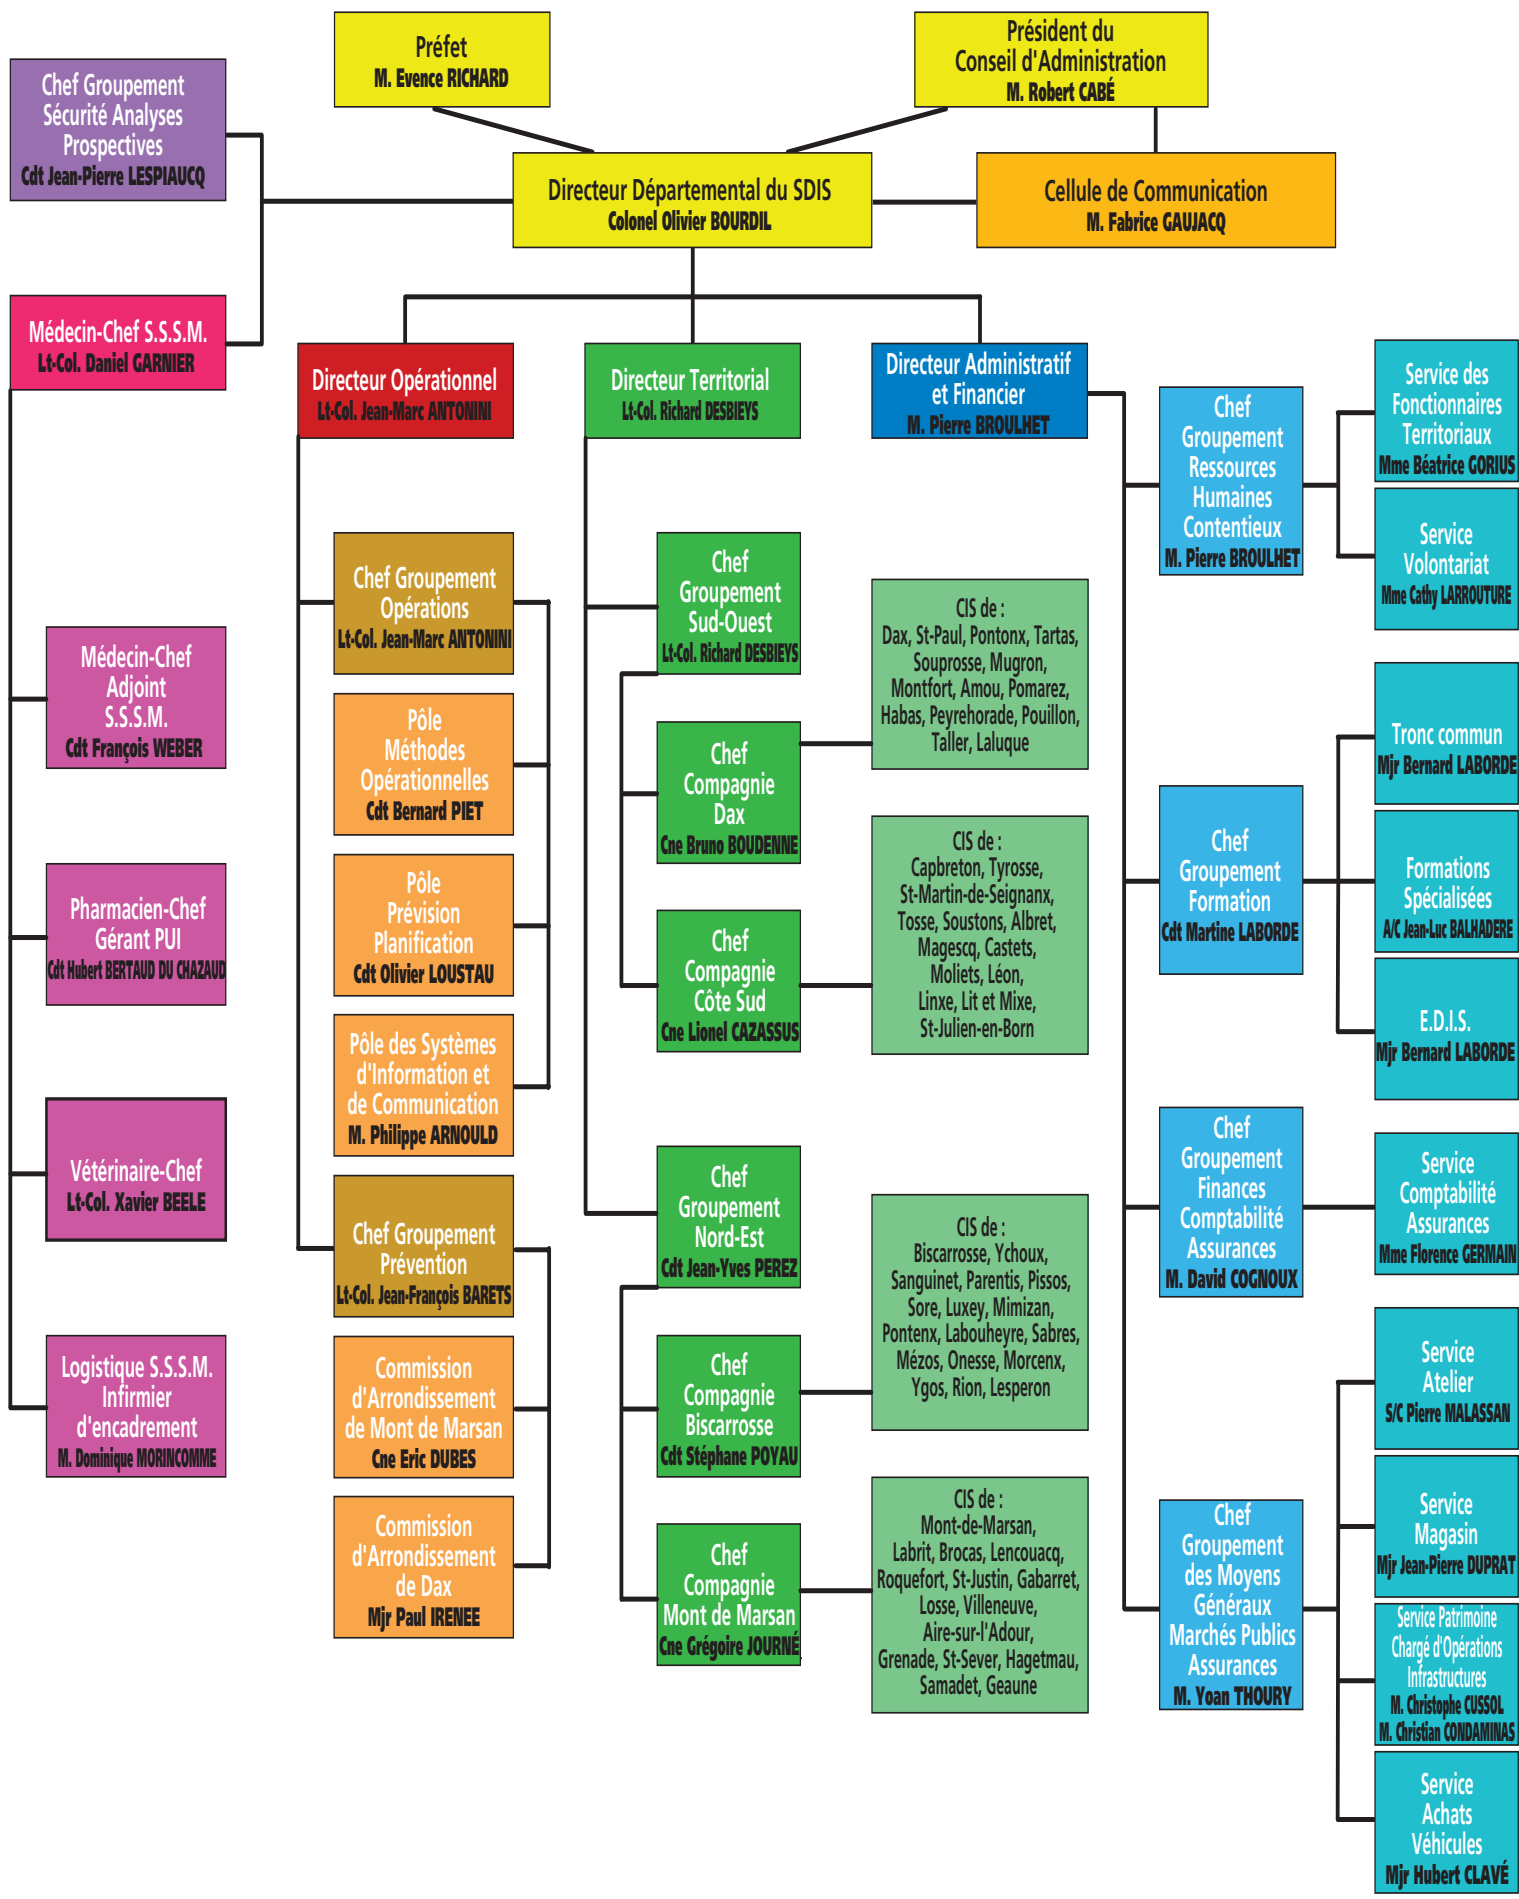 Préfet
M. Evence RICHARD
Président du
Conseil d'Administration
M. Robert CABÉ
Chef Groupement
Sécurité Analyses
Prospectives
Cdt Jean-Pierre LESPIAUCQ
Directeur Départemental du SDIS
Colonel Olivier BOURDIL
Cellule de Communication
M. Fabrice GAUJACQ
Médecin-Chef S.S.S.M.
Lt-Col. Daniel GARNIER
Médecin-Chef
Adjoint
S.S.S.M.
Cdt François WEBER
Pharmacien-Chef
Gérant PUI
Cdt Hubert BERTAUD DU CHAZAUD
Vétérinaire-Chef
Lt-Col. Xavier BEELE
Logistique S.S.S.M.
Infirmier
d'encadrement
M. Dominique MORINCOMME
Directeur Opérationnel
Lt-Col. Jean-Marc ANTONINI
Chef Groupement
Opérations
Lt-Col. Jean-Marc ANTONINI
Pôle
Méthodes
Opérationnelles
Cdt Bernard PIET
Pôle
Prévision
Planification
Cdt Olivier LOUSTAU
Pôle des Systèmes
d'Information et
de Communication
M. Philippe ARNOULD
Chef Groupement
Prévention
Lt-Col. Jean-François BARETS
Commission
d'Arrondissement
de Mont de Marsan
Cne Eric DUBES
Commission
d'Arrondissement
de Dax
Mjr Paul IRENEE
Directeur Territorial
Lt-Col. Richard DESBIEYS
Chef
Groupement
Sud-Ouest
Lt-Col. Richard DESBIEYS
Chef
Compagnie
Dax
Cne Bruno BOUDENNE
CIS de :
Dax, St-Paul, Pontonx, Tartas,
Souprosse, Mugron,
Montfort, Amou, Pomarez,
Habas, Peyrehorade, Pouillon,
Taller, Laluque
Chef
Compagnie
Côte Sud
Cne Lionel CAZASSUS
CIS de :
Capbreton, Tyrosse,
St-Martin-de-Seignanx,
Tosse, Soustons, Albret,
Magescq, Castets,
Moliets, Léon,
Linxe, Lit et Mixe,
St-Julien-en-Born
Chef
Groupement
Nord-Est
Cdt Jean-Yves PEREZ
Chef
Compagnie
Biscarrosse
Cdt Stéphane POYAU
CIS de :
Biscarrosse, Ychoux,
Sanguinet, Parentis, Pissos,
Sore, Luxey, Mimizan,
Pontenx, Labouheyre, Sabres,
Mézos, Onesse, Morcenx,
Ygos, Rion, Lesperon
Chef
Compagnie
Mont de Marsan
Cne Grégoire JOURNÉ
CIS de :
Mont-de-Marsan,
Labrit, Brocas, Lencouacq,
Roquefort, St-Justin, Gabarret,
Losse, Villeneuve,
Aire-sur-l'Adour,
Grenade, St-Sever, Hagetmau,
Samadet, Geaune
Directeur Administratif
et Financier
M. Pierre BROULHET
Chef
Groupement
Ressources
Humaines
Contentieux
M. Pierre BROULHET
Service des
Fonctionnaires
Territoriaux
Mme Béatrice GORIUS
Service
Volontariat
Mme Cathy LARROUTURE
Chef
Groupement
Formation
Cdt Martine LABORDE
Tronc commun
Mjr Bernard LABORDE
Formations
Spécialisées
A/C Jean-Luc BALHADERE
E.D.I.S.
Mjr Bernard LABORDE
Chef
Groupement
Finances
Comptabilité
Assurances
M. David COGNOUX
Service
Comptabilité
Assurances
Mme Florence GERMAIN
Chef
Groupement
des Moyens
Généraux
Marchés Publics
Assurances
M. Yoan THOURY
Service
Atelier
S/C Pierre MALASSAN
Service
Magasin
Mjr Jean-Pierre DUPRAT
Service Patrimoine
Chargé d'Opérations
Infrastructures
M. Christophe CUSSOL
M. Christian CONDAMINAS
Service
Achats
Véhicules
Mjr Hubert CLAVÉ